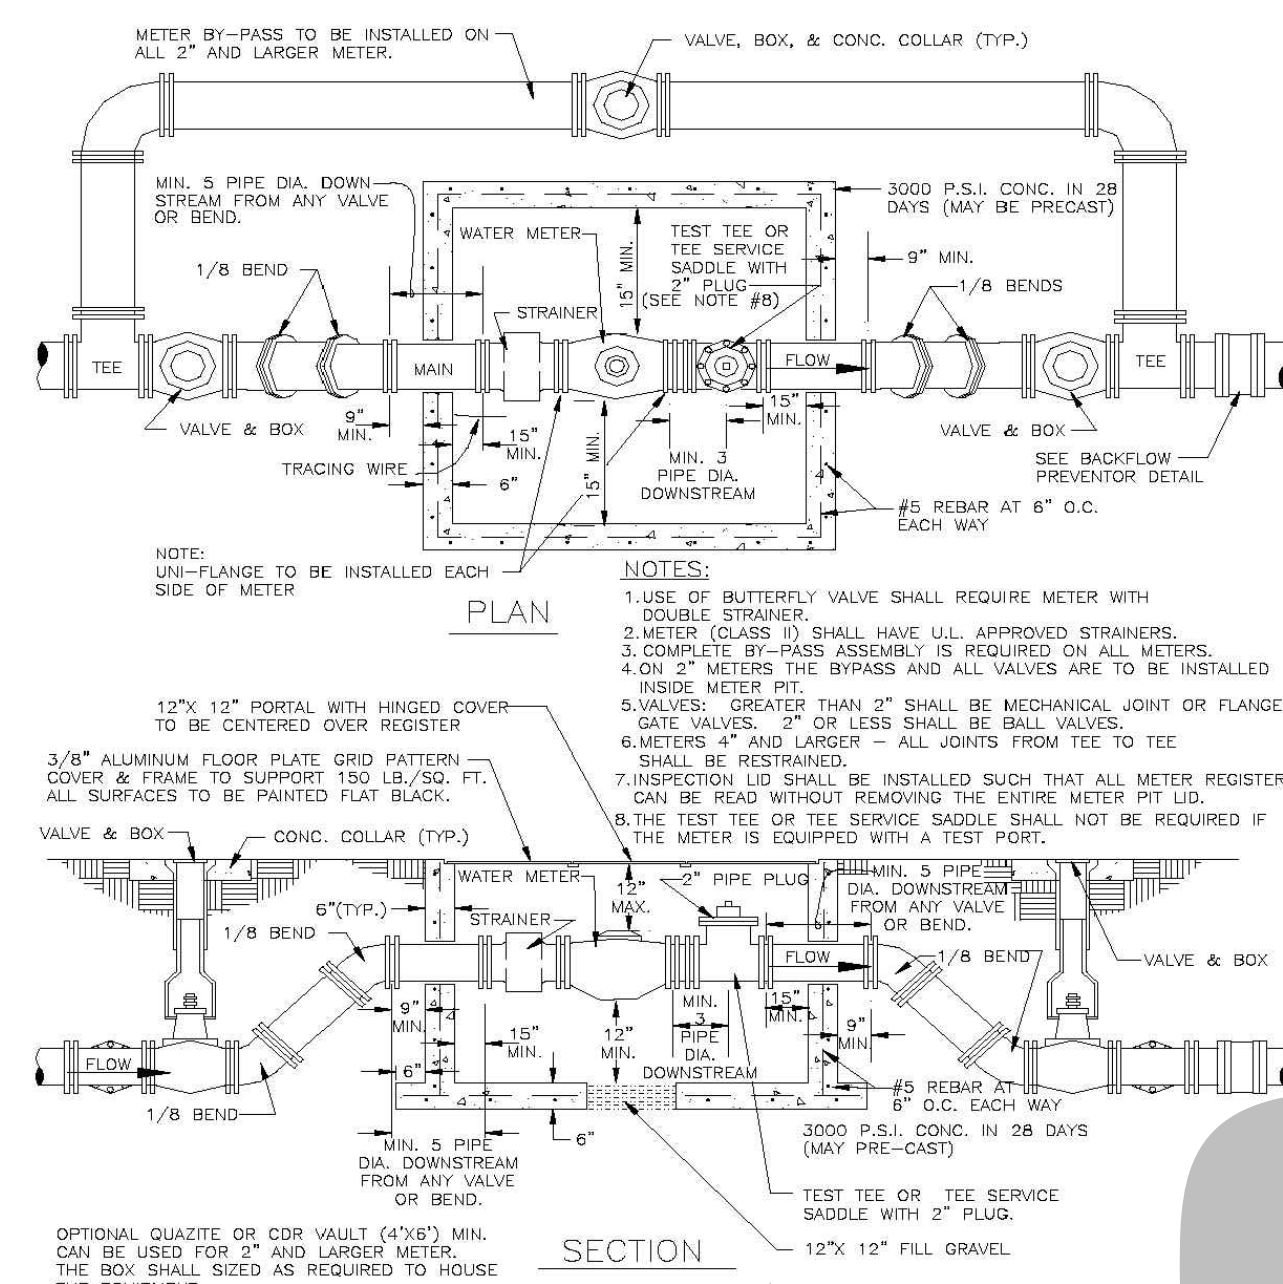 METER BY-PASS TO BE INSTALLED ON
ALL 2" AND LARGER METER.
VALVE, BOX, & CONC. COLLAR (TYP.)
MIN. 5 PIPE DIA. DOWN
STREAM FROM ANY VALVE
OR BEND.
3000 P.S.I. CONC. IN 28
DAYS (MAY BE PRECAST)
WATER METER
TEST TEE OR
TEE SERVICE
SADDLE WITH
2" PLUG
(SEE NOTE #8)
15" MIN.
9" MIN.
1/8 BEND
1/8 BENDS
STRAINER
TEE
MAIN
FLOW
TEE
VALVE & BOX
9"
MIN.
15"
MIN.
15" MIN.
15"
MIN.
VALVE & BOX
TRACING WIRE
6"
MIN. 3
PIPE DIA.
DOWNSTREAM
SEE BACKFLOW
PREVENTOR DETAIL
#5 REBAR AT 6" O.C.
EACH WAY
NOTE:
UNI-FLANGE TO BE INSTALLED EACH
SIDE OF METER
PLAN
NOTES:
1. USE OF BUTTERFLY VALVE SHALL REQUIRE METER WITH
DOUBLE STRAINER.
2. METER (CLASS II) SHALL HAVE U.L. APPROVED STRAINERS.
3. COMPLETE BY-PASS ASSEMBLY IS REQUIRED ON ALL METERS.
4. ON 2" METERS THE BYPASS AND ALL VALVES ARE TO BE INSTALLED
INSIDE METER PIT.
5. VALVES: GREATER THAN 2" SHALL BE MECHANICAL JOINT OR FLANGE
GATE VALVES. 2" OR LESS SHALL BE BALL VALVES.
6. METERS 4" AND LARGER - ALL JOINTS FROM TEE TO TEE
SHALL BE RESTRAINED.
7. INSPECTION LID SHALL BE INSTALLED SUCH THAT ALL METER REGISTER
CAN BE READ WITHOUT REMOVING THE ENTIRE METER PIT LID.
8. THE TEST TEE OR TEE SERVICE SADDLE SHALL NOT BE REQUIRED IF
THE METER IS EQUIPPED WITH A TEST PORT.
12"X 12" PORTAL WITH HINGED COVER
TO BE CENTERED OVER REGISTER
3/8" ALUMINUM FLOOR PLATE GRID PATTERN
COVER & FRAME TO SUPPORT 150 LB./SQ. FT.
ALL SURFACES TO BE PAINTED FLAT BLACK.
VALVE & BOX
CONC. COLLAR (TYP.)
WATER METER
12"
MAX.
2" PIPE PLUG
MIN. 5 PIPE
DIA. DOWNSTREAM
FROM ANY VALVE
OR BEND.
6"(TYP.)
STRAINER
1/8 BEND
FLOW
1/8 BEND
VALVE & BOX
9"
MIN.
15"
MIN.
12"
MIN.
MIN.
3
PIPE
DIA.
DOWNSTREAM
15"
MIN.
9"
MIN.
FLOW
6"
1/8 BEND
#5 REBAR AT
6" O.C. EACH WAY
6"
MIN. 5 PIPE
DIA. DOWNSTREAM
FROM ANY VALVE
OR BEND.
3000 P.S.I. CONC. IN 28 DAYS
(MAY PRE-CAST)
TEST TEE OR TEE SERVICE
SADDLE WITH 2" PLUG.
12"X 12" FILL GRAVEL
SECTION
OPTIONAL QUAZITE OR CDR VAULT (4'X6') MIN.
CAN BE USED FOR 2" AND LARGER METER.
THE BOX SHALL SIZED AS REQUIRED TO HOUSE